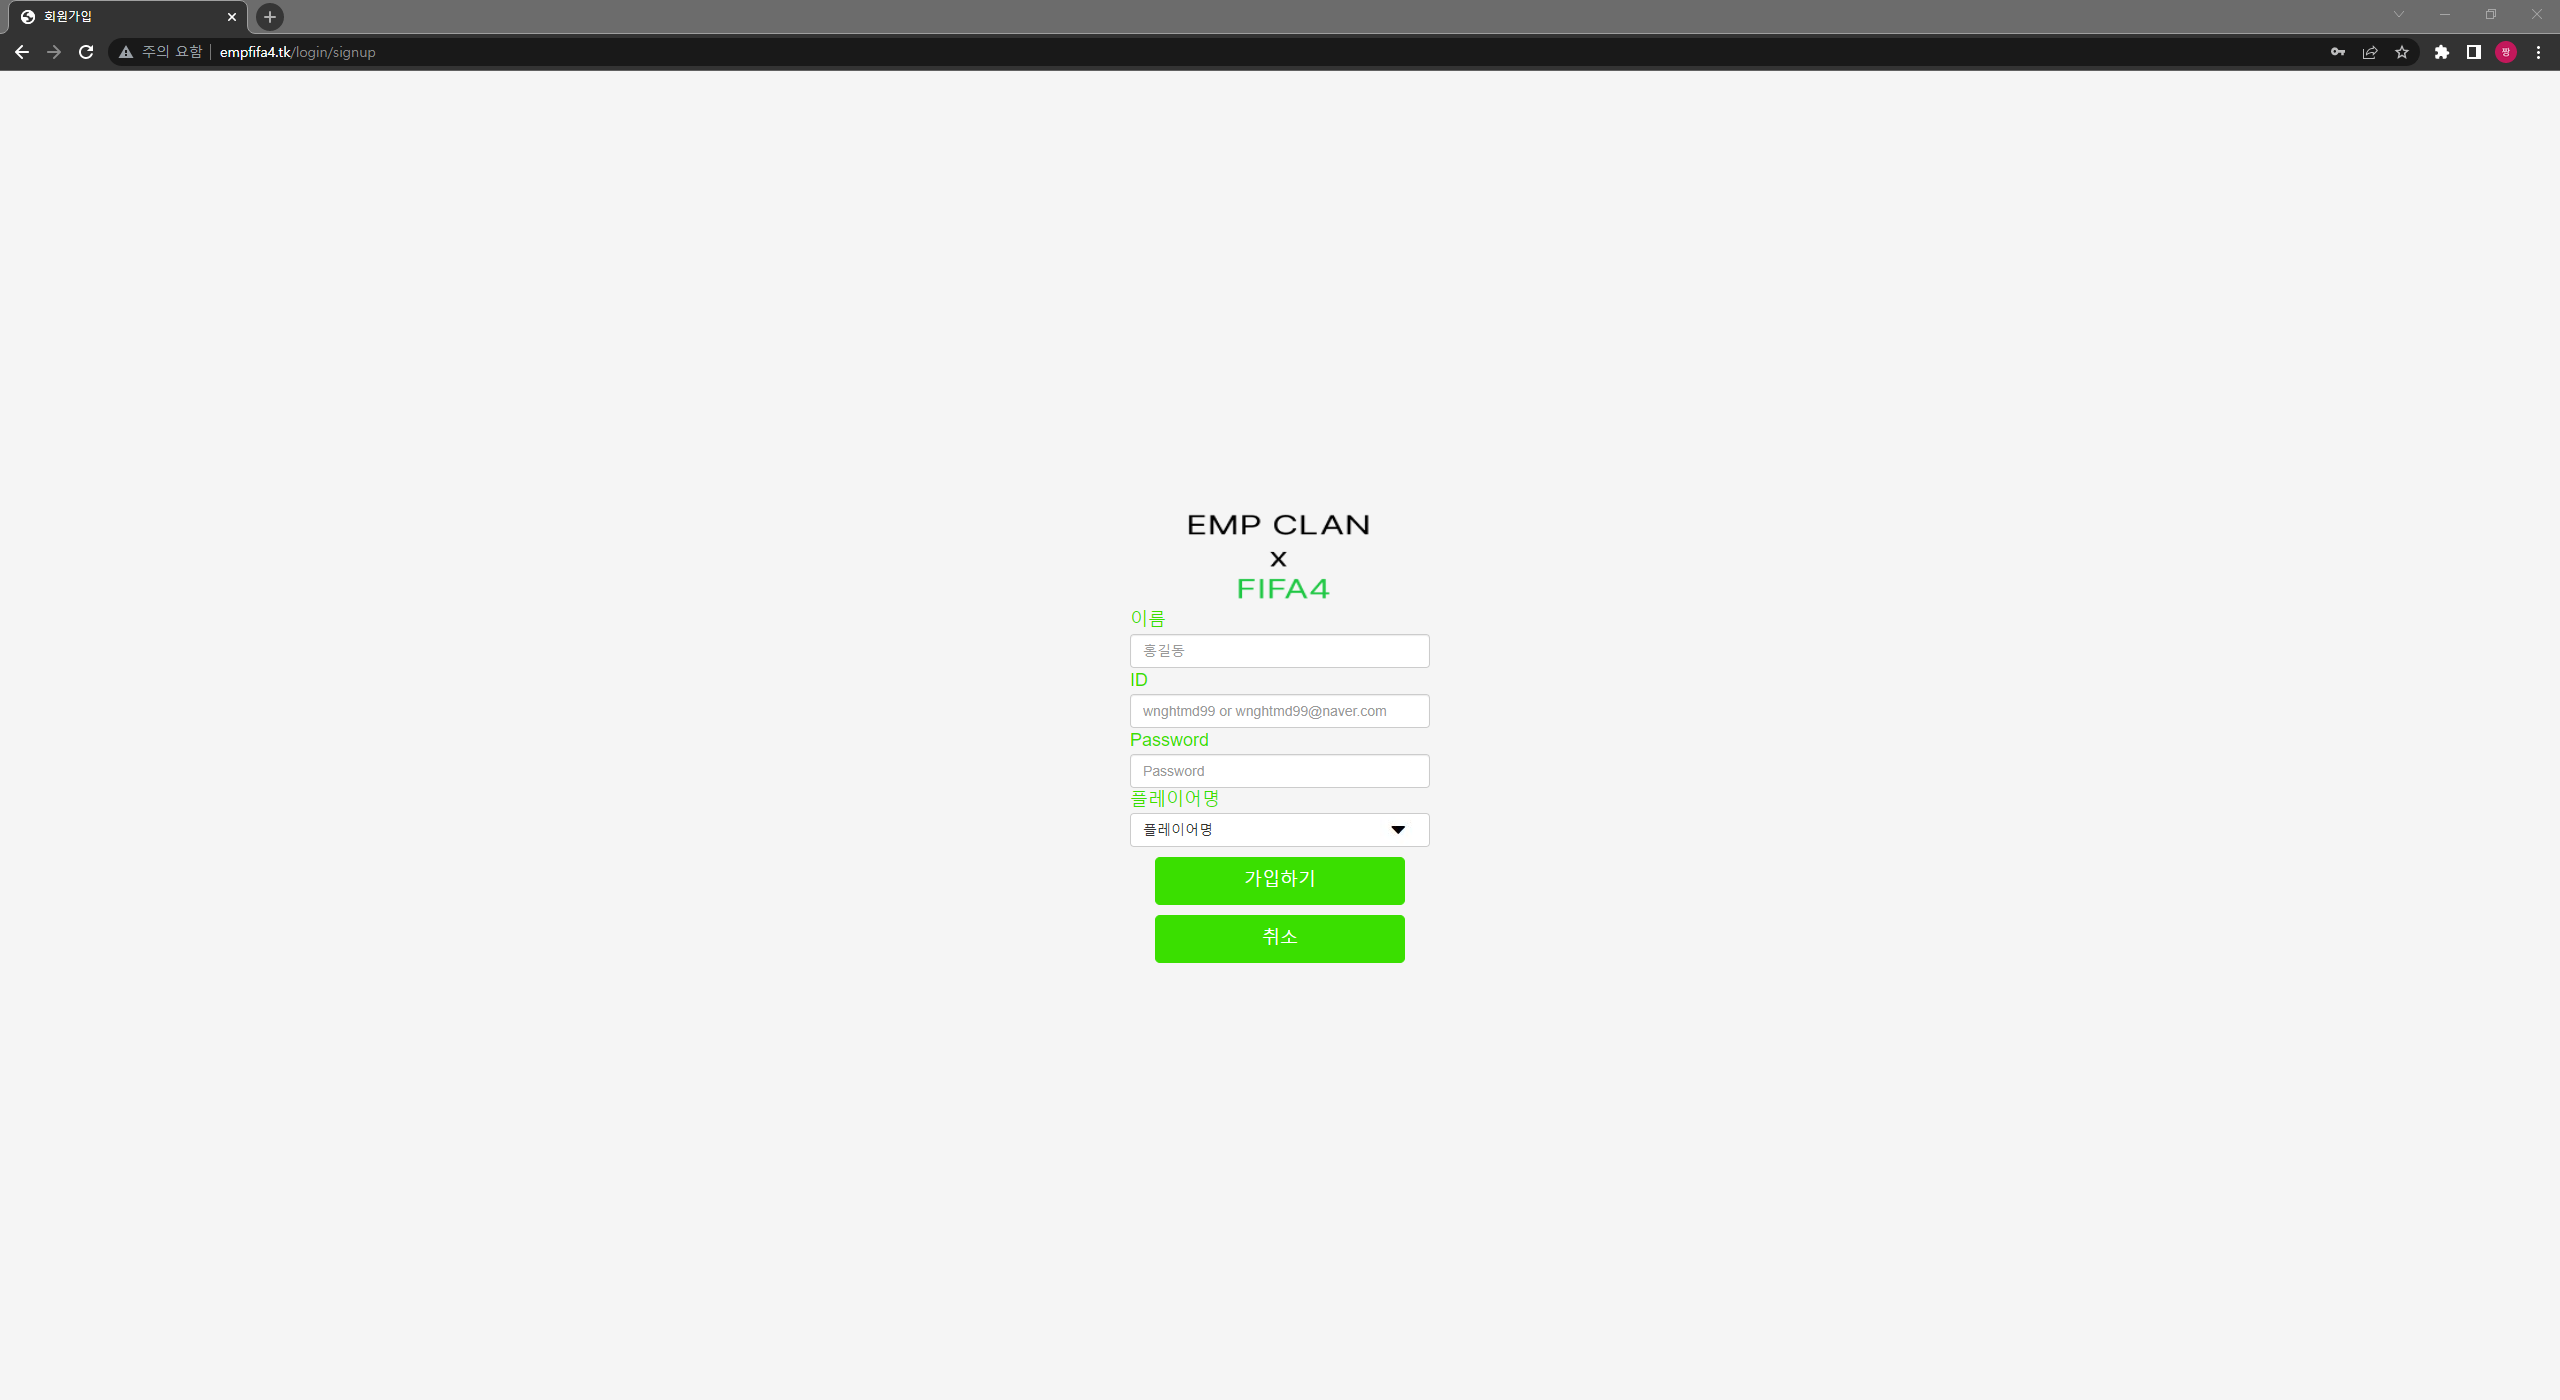 회원가입
주의 요함 empfifa4.tk/login/signup
짱
EMP CLAN
x
FIFA4
이름
홍길동
ID
wnghtmd99 or wnghtmd99@naver.com
Password
Password
플레이어명
플레이어명
가입하기
취소